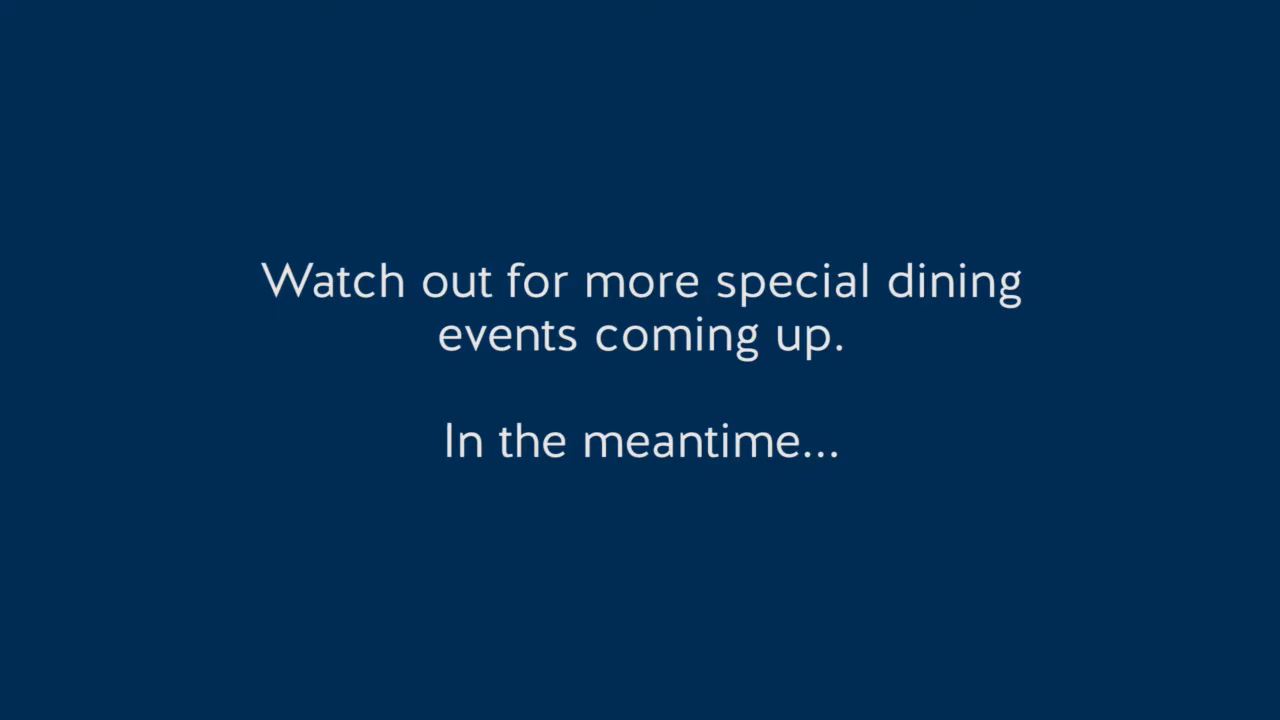 Watch out for more special dining
events coming up.
In the meantime...